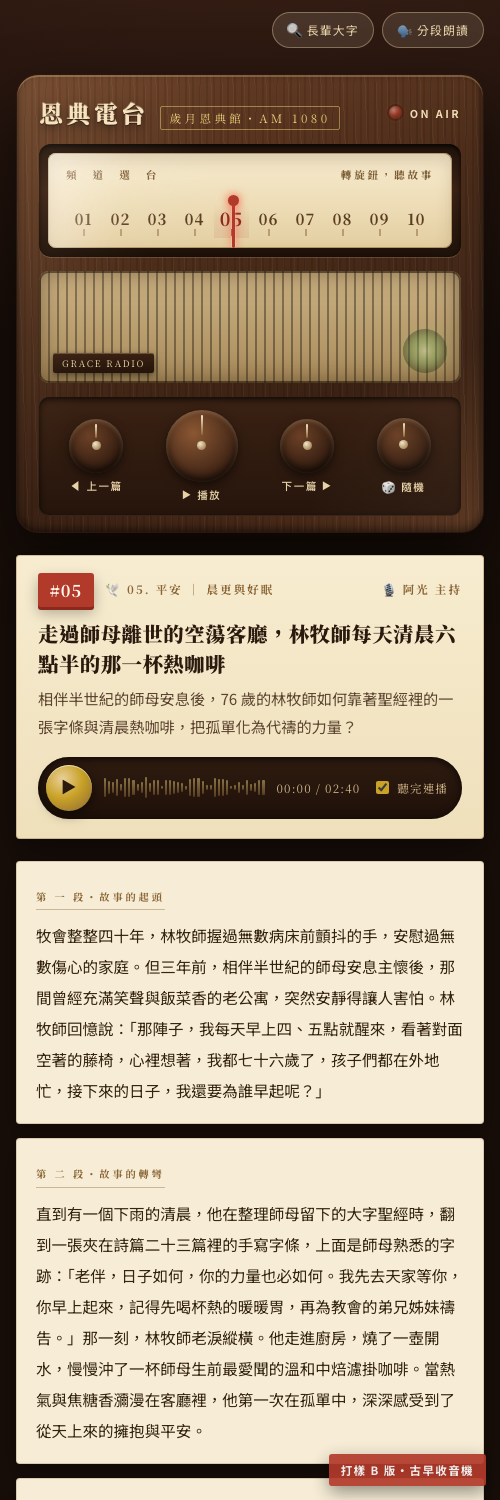 🔍 長輩大字 🗣️ 分段朗讀
恩典電台 歲月恩典館・AM 1080 ON AIR
頻道選台 轉旋鈕，聽故事
01 02 03 04 05 06 07 08 09 10
GRACE RADIO
◀ 上一篇 ▶ 播放 下一篇 ▶ 🎲 隨機
#05 🕊️ 05. 平安 ｜ 晨更與好眠 🎙️ 阿光 主持
走過師母離世的空蕩客廳，林牧師每天清晨六
點半的那一杯熱咖啡
相伴半世紀的師母安息後，76 歲的林牧師如何靠著聖經裡的一
張字條與清晨熱咖啡，把孤單化為代禱的力量？
00:00 / 02:40 聽完連播
第一段・故事的起頭
牧會整整四十年，林牧師握過無數病床前顫抖的手，安慰過無
數傷心的家庭。但三年前，相伴半世紀的師母安息主懷後，那
間曾經充滿笑聲與飯菜香的老公寓，突然安靜得讓人害怕。林
牧師回憶說：「那陣子，我每天早上四、五點就醒來，看著對面
空著的藤椅，心裡想著，我都七十六歲了，孩子們都在外地
忙，接下來的日子，我還要為誰早起呢？」
第二段・故事的轉彎
直到有一個下雨的清晨，他在整理師母留下的大字聖經時，翻
到一張夾在詩篇二十三篇裡的手寫字條，上面是師母熟悉的字
跡：「老伴，日子如何，你的力量也必如何。我先去天家等你，
你早上起來，記得先喝杯熱的暖暖胃，再為教會的弟兄姊妹禱
告。」那一刻，林牧師老淚縱橫。他走進廚房，燒了一壺開
水，慢慢沖了一杯師母生前最愛聞的溫和中焙濾掛咖啡。當熱
氣與焦糖香瀰漫在客廳裡，他第一次在孤單中，深深感受到了
從天上來的擁抱與平安。
打樣 B 版・古早收音機